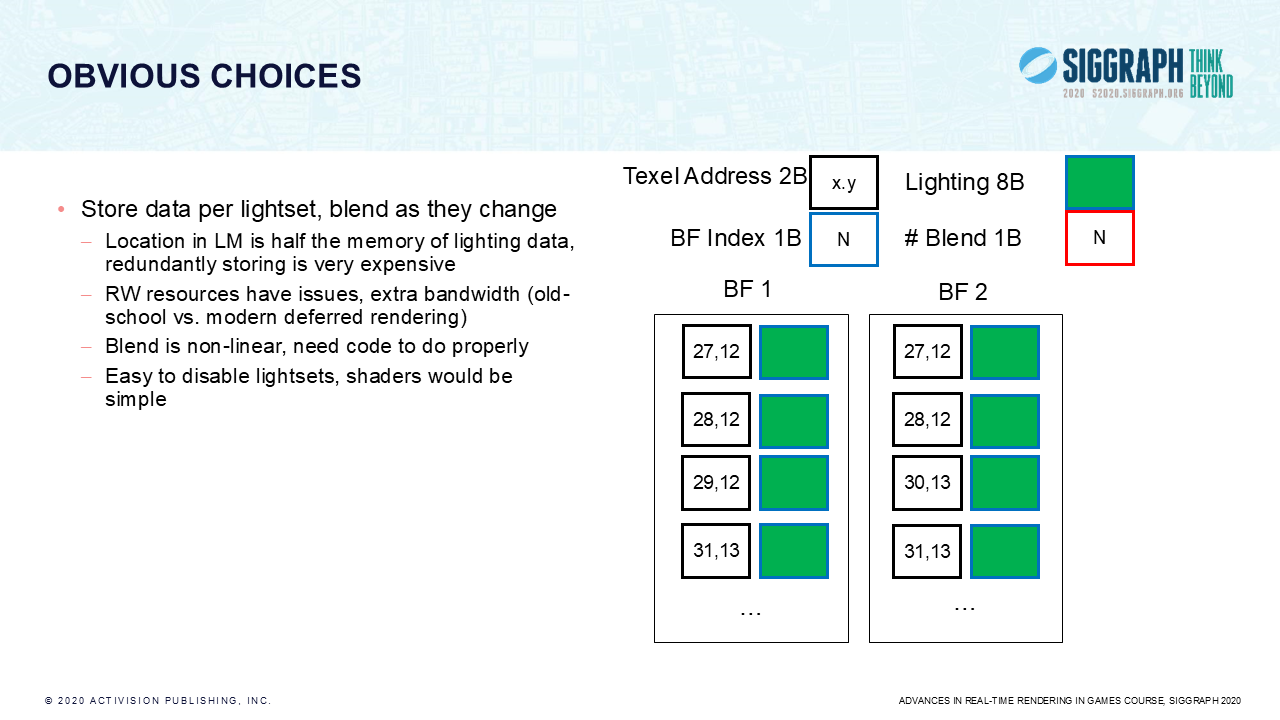 OBVIOUS CHOICES
SIGGRAPH
THINK
BEYOND
2020 S2020.SIGGRAPH.ORG
• Store data per lightset, blend as they change
– Location in LM is half the memory of lighting data,
redundantly storing is very expensive
– RW resources have issues, extra bandwidth (old-
school vs. modern deferred rendering)
– Blend is non-linear, need code to do properly
– Easy to disable lightsets, shaders would be
simple
Texel Address 2B
x.y
Lighting 8B
BF Index 1B
N
# Blend 1B
N
BF 1
27,12
28,12
29,12
31,13
...
BF 2
27,12
28,12
30,13
31,13
...
© 2020 ACTIVISION PUBLISHING, INC.
ADVANCES IN REAL-TIME RENDERING IN GAMES COURSE, SIGGRAPH 2020